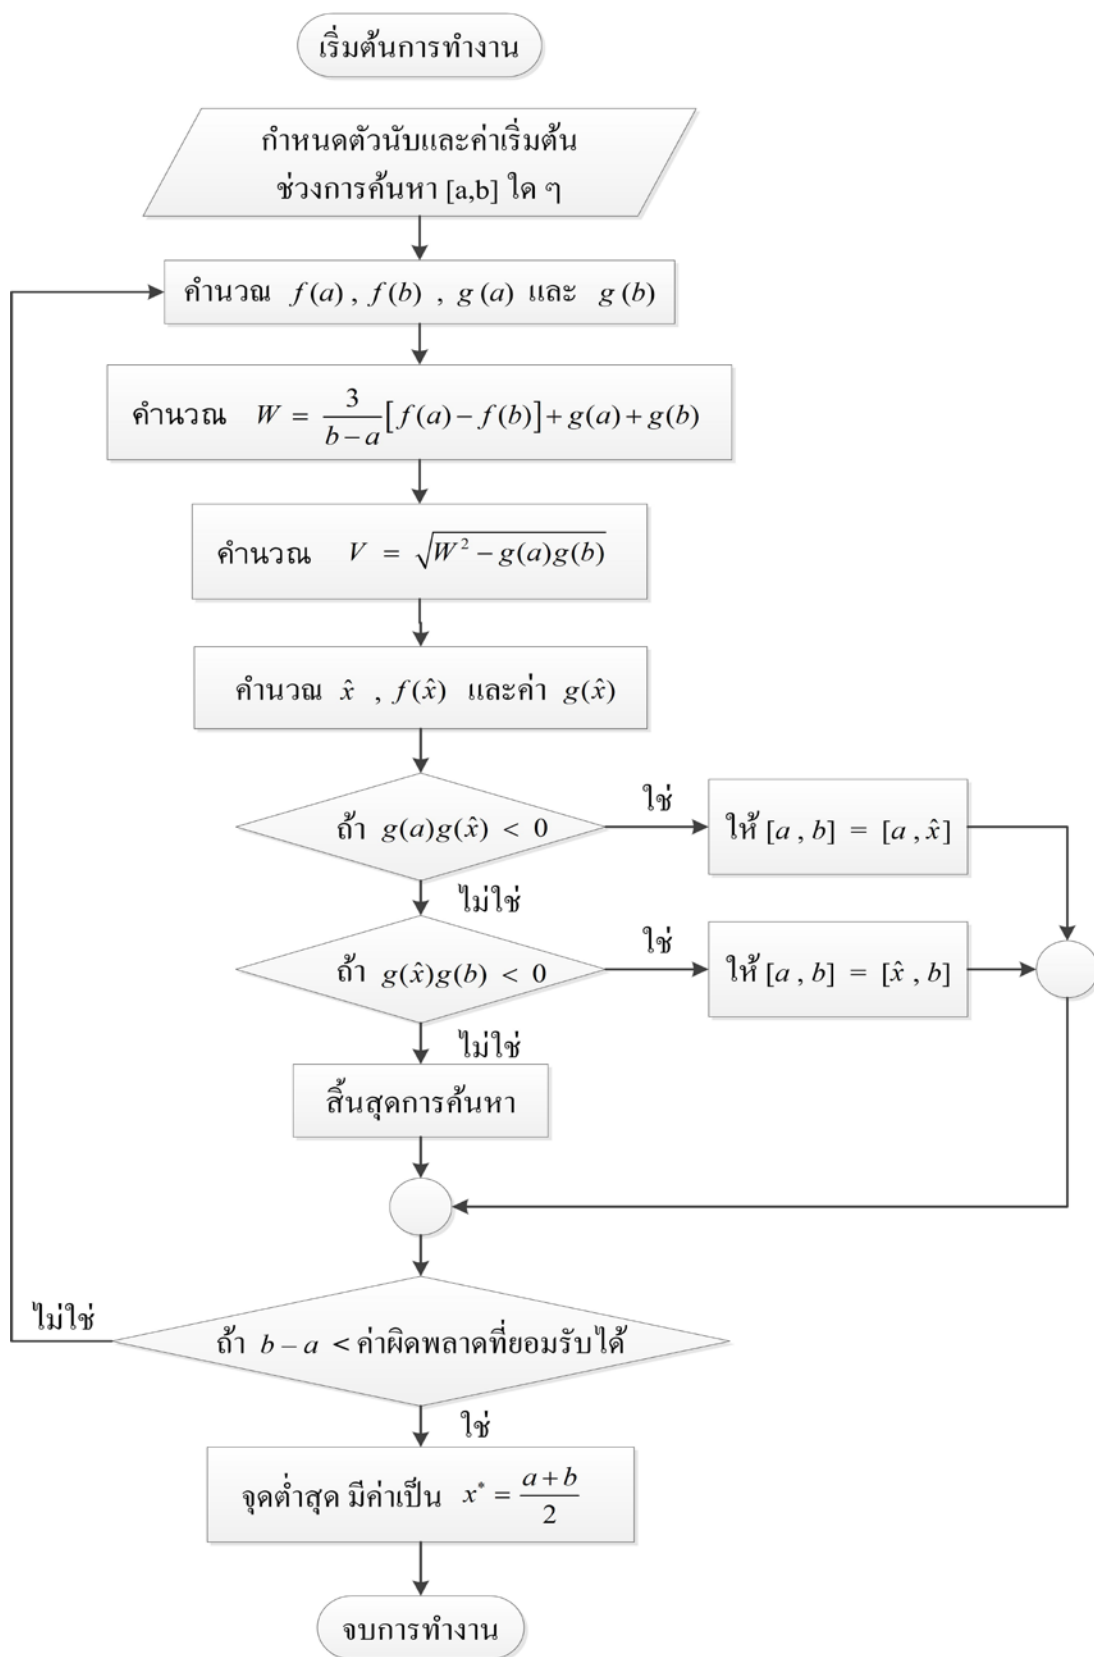 เริ่มต้นการทำงาน
กำหนดตัวนับและค่าเริ่มต้น
ช่วงการค้นหา [a,b] ใด ๆ
คำนวณ f(a) , f(b) , g(a) และ g(b)
คำนวณ W = \frac{3}{b-a}[f(a)-f(b)]+g(a)+g(b)
คำนวณ V = \sqrt{W^2 - g(a)g(b)}
คำนวณ x̂ , f(x̂) และค่า g(x̂)
ถ้า g(a)g(x̂) < 0
ใช่
ให้ [a , b] = [a , x̂]
ไม่ใช่
ถ้า g(x̂)g(b) < 0
ใช่
ให้ [a , b] = [x̂ , b]
ไม่ใช่
สิ้นสุดการค้นหา
ไม่ใช่
ถ้า b – a < ค่าผิดพลาดที่ยอมรับได้
ใช่
จุดต่ำสุด มีค่าเป็น x^* = \frac{a+b}{2}
จบการทำงาน